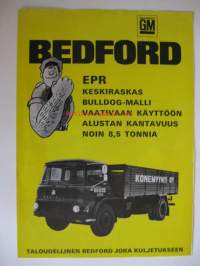 GM
BEDFORD
EPR
KESKIRASKAS
BULLDOG-MALLI
VAATIVAAN KÄYTTÖÖN
ALUSTAN KANTAVUUS
NOIN 8,5 TONNIA
KONEMYYNTI OY
TALOUDELLINEN BEDFORD JOKA KULJETUKSEEN